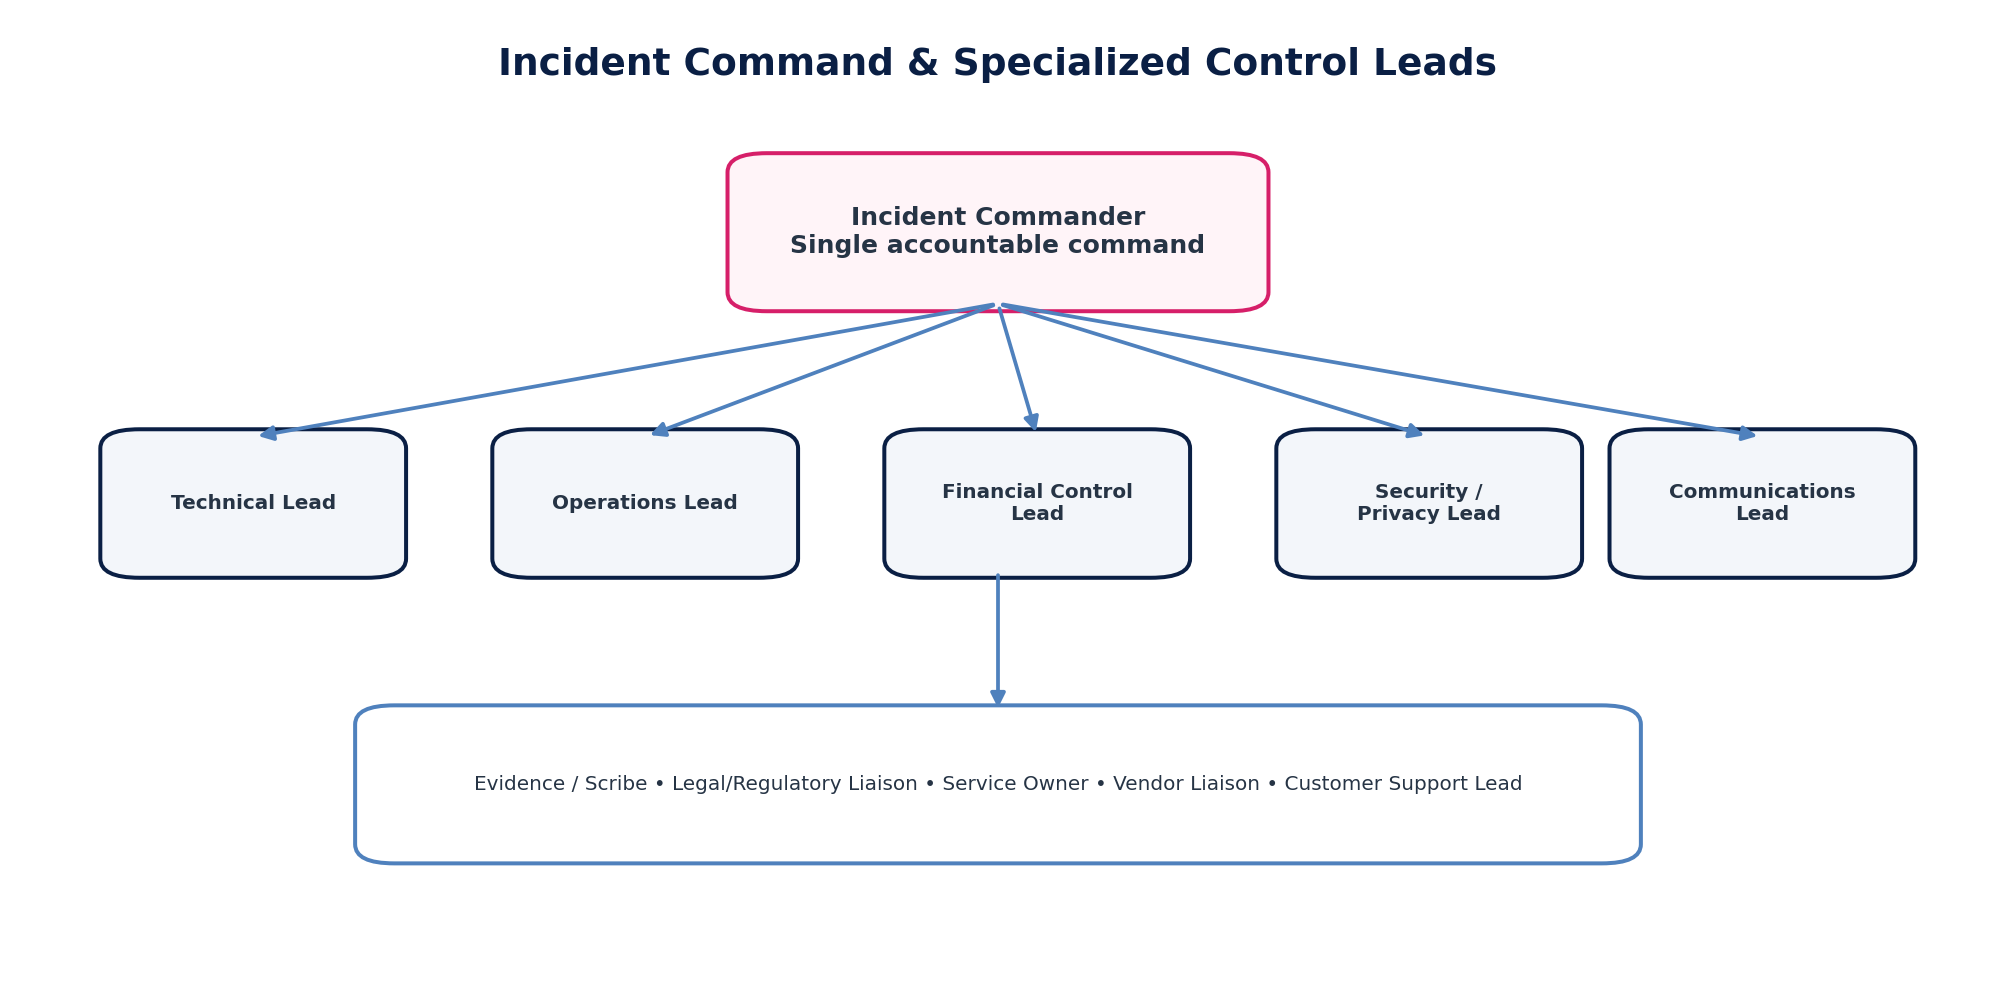 Incident Command & Specialized Control Leads
Incident Commander
Single accountable command
Technical Lead
Operations Lead
Financial Control
Lead
Security /
Privacy Lead
Communications
Lead
Evidence / Scribe • Legal/Regulatory Liaison • Service Owner • Vendor Liaison • Customer Support Lead